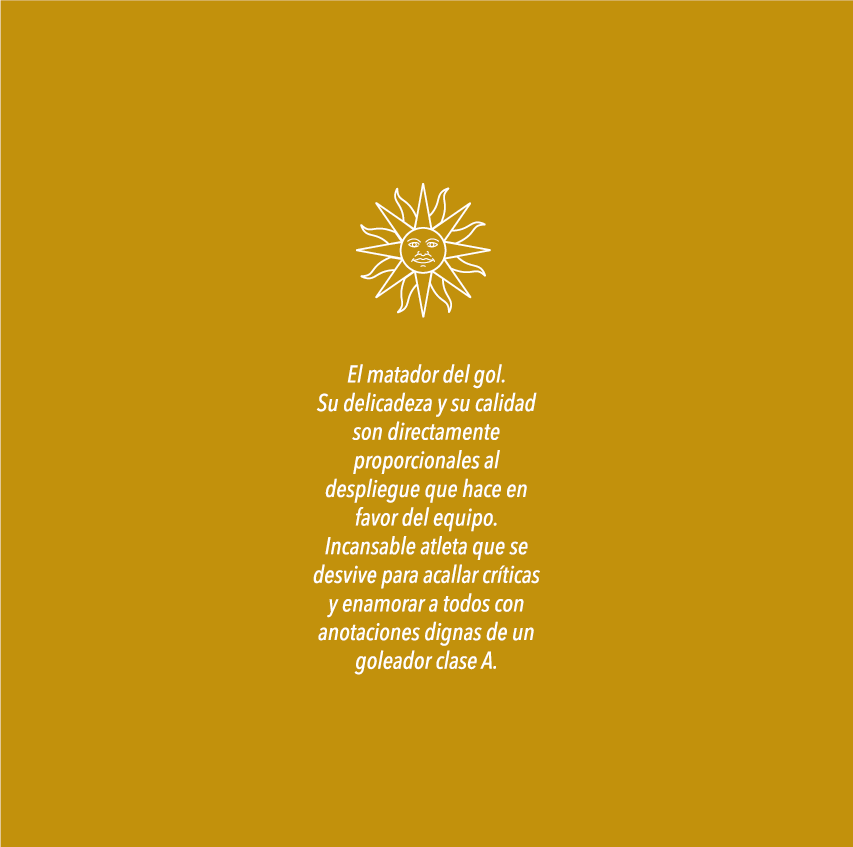 El matador del gol.
Su delicadeza y su calidad
son directamente
proporcionales al
despliegue que hace en
favor del equipo.
Incansable atleta que se
desvive para acallar críticas
y enamorar a todos con
anotaciones dignas de un
goleador clase A.